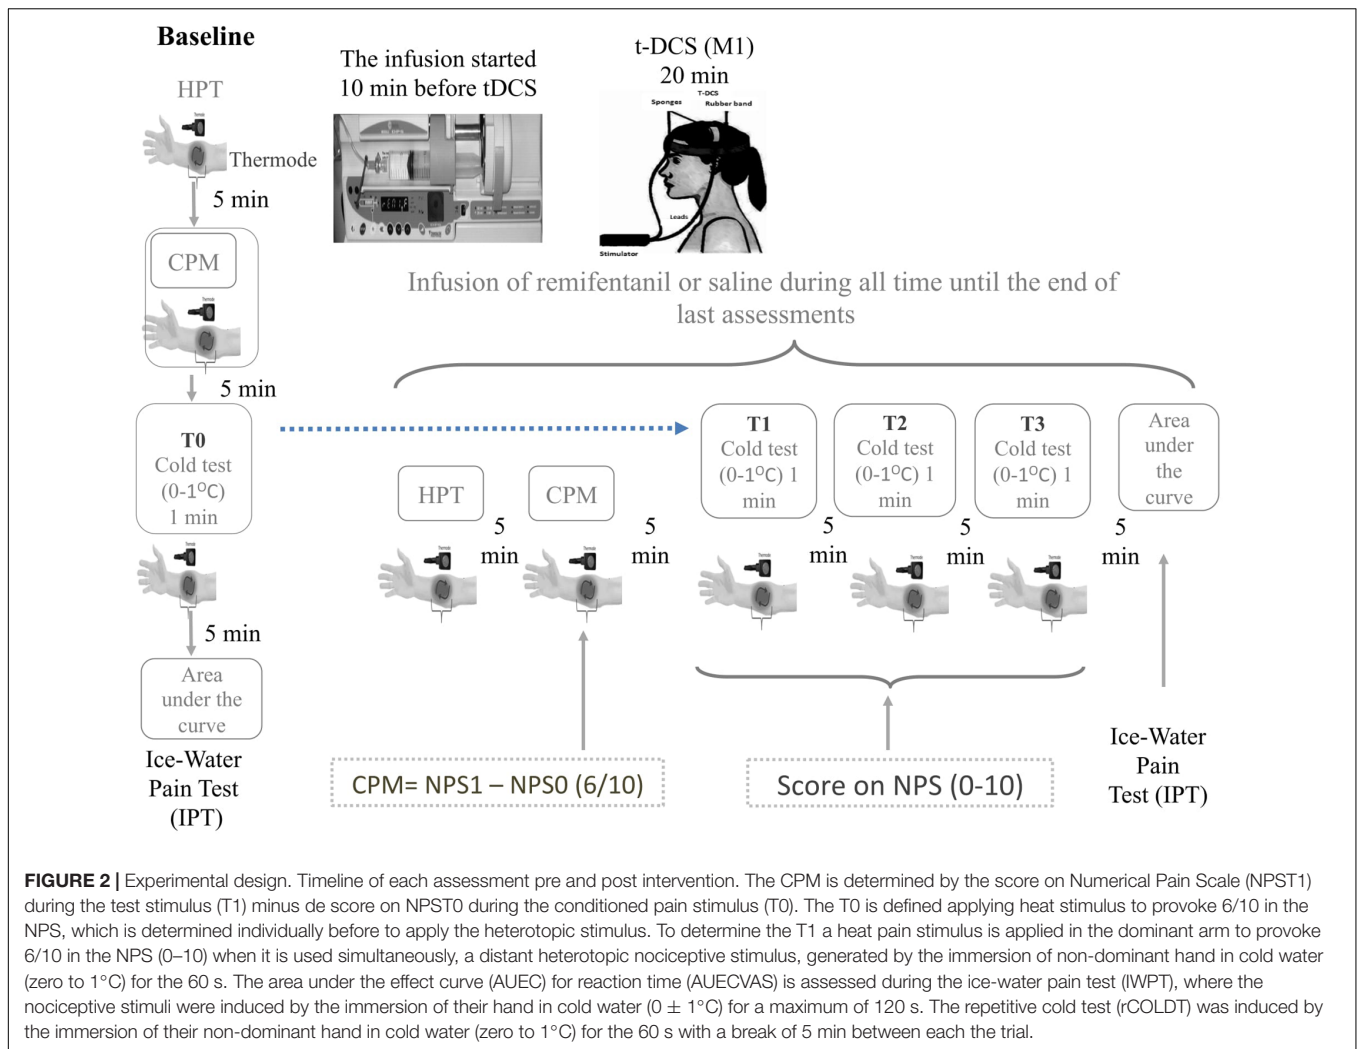 Baseline
HPT
Thermode
Thermode
5 min
CPM
Thermode
5 min
T0
Cold test
(0-1ᴼC)
1 min
Thermode
5 min
Area
under the
curve
Ice-Water
Pain Test
(IPT)
The infusion started
10 min before tDCS
t-DCS (M1)
20 min
T-DCS
Sponges
Rubber band
Leads
Stimulator
Infusion of remifentanil or saline during all time until the end of
last assessments
HPT
Thermode
5
min
CPM
Thermode
5
min
T1
Cold test
(0-1ᴼC) 1
min
Thermode
5
min
T2
Cold test
(0-1ᴼC) 1
min
Thermode
5
min
T3
Cold test
(0-1ᴼC) 1
min
Thermode
5
min
Area
under
the
curve
CPM= NPS1 – NPS0 (6/10)
Score on NPS (0-10)
Ice-Water
Pain
Test (IPT)
FIGURE 2 | Experimental design. Timeline of each assessment pre and post intervention. The CPM is determined by the score on Numerical Pain Scale (NPST1)
during the test stimulus (T1) minus de score on NPST0 during the conditioned pain stimulus (T0). The T0 is defined applying heat stimulus to provoke 6/10 in the
NPS, which is determined individually before to apply the heterotopic stimulus. To determine the T1 a heat pain stimulus is applied in the dominant arm to provoke
6/10 in the NPS (0–10) when it is used simultaneously, a distant heterotopic nociceptive stimulus, generated by the immersion of non-dominant hand in cold water
(zero to 1°C) for the 60 s. The area under the effect curve (AUEC) for reaction time (AUECVAS) is assessed during the ice-water pain test (IWPT), where the
nociceptive stimuli were induced by the immersion of their hand in cold water (0 ± 1°C) for a maximum of 120 s. The repetitive cold test (rCOLDT) was induced by
the immersion of their non-dominant hand in cold water (zero to 1°C) for the 60 s with a break of 5 min between each the trial.